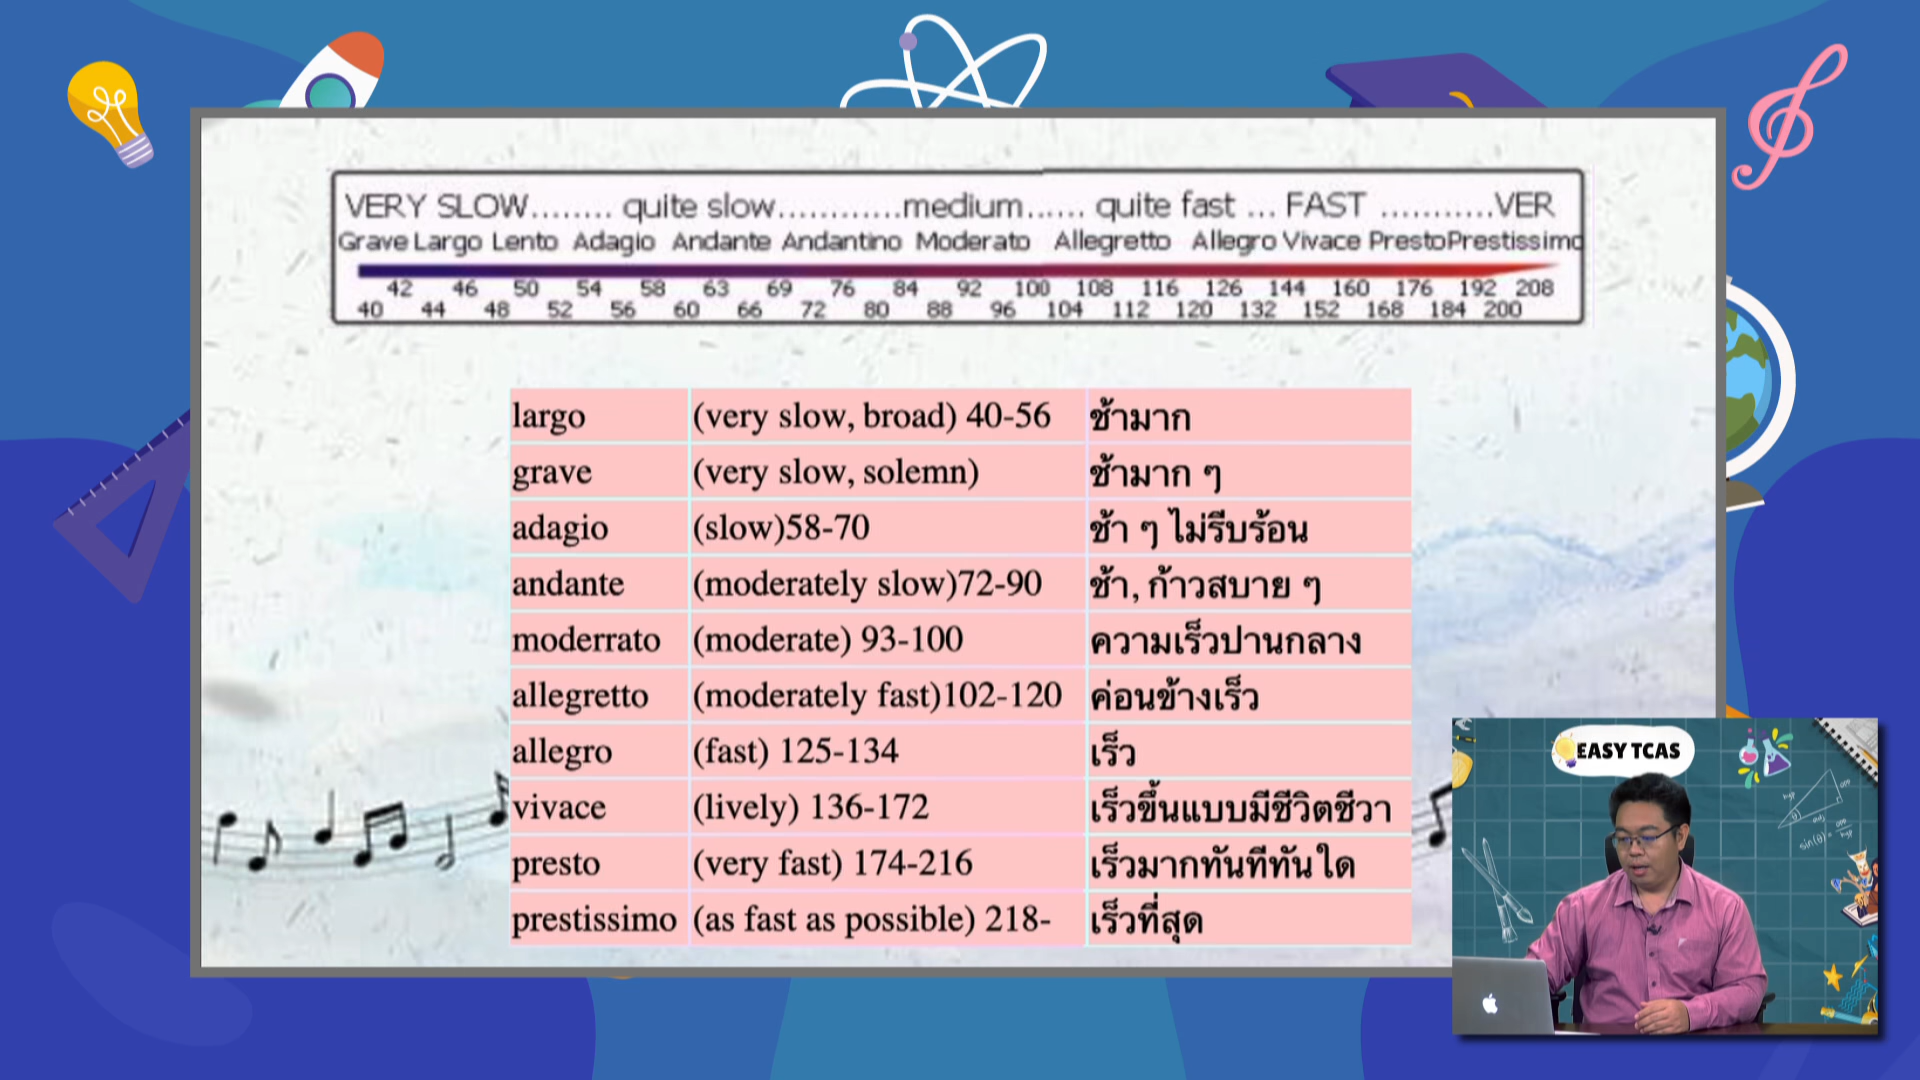 VERY SLOW........ quite slow............medium...... quite fast ... FAST ...........VER
Grave Largo Lento Adagio Andante Andantino Moderato Allegretto Allegro Vivace Presto Prestissimo
42 46 50 54 58 63 69 76 84 92 100 108 116 126 144 160 176 192 208
40 44 48 52 56 60 66 72 80 88 96 104 112 120 132 152 168 184 200
largo (very slow, broad) 40-56 ช้ามาก
grave (very slow, solemn) ช้ามาก ๆ
adagio (slow)58-70 ช้า ๆ ไม่รีบร้อน
andante (moderately slow)72-90 ช้า, ก้าวสบาย ๆ
moderrato (moderate) 93-100 ความเร็วปานกลาง
allegretto (moderately fast)102-120 ค่อนข้างเร็ว
allegro (fast) 125-134 เร็ว
vivace (lively) 136-172 เร็วขึ้นแบบมีชีวิตชีวา
presto (very fast) 174-216 เร็วมากทันทีทันใด
prestissimo (as fast as possible) 218- เร็วที่สุด
EASY TCAS